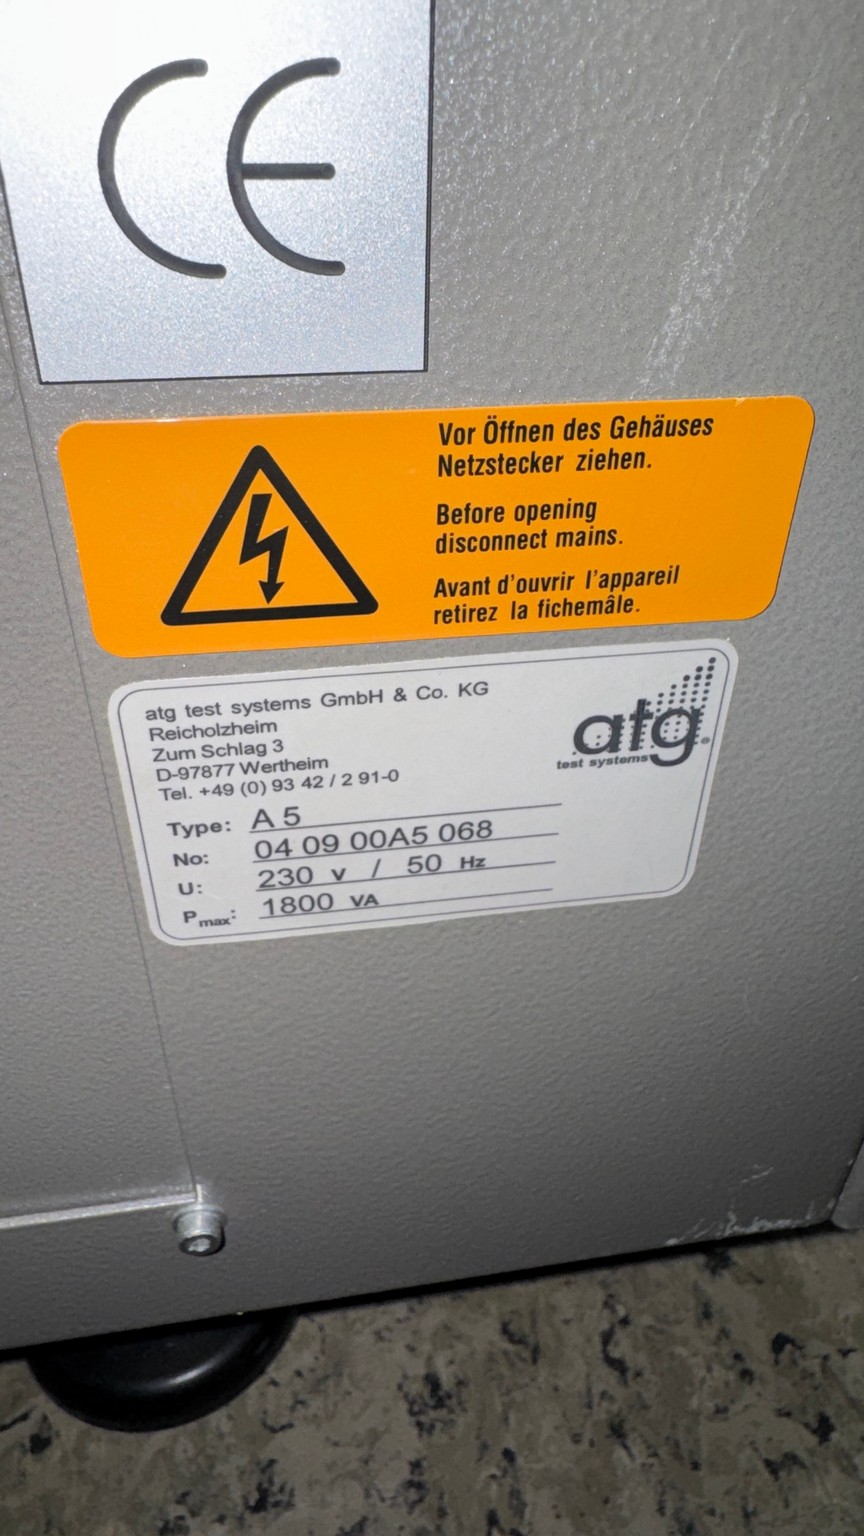 CE
Vor Öffnen des Gehäuses
Netzstecker ziehen.
Before opening
disconnect mains.
Avant d'ouvrir l'appareil
retirez la fichemâle.
atg test systems GmbH & Co. KG
Reicholzheim
Zum Schlag 3
D-97877 Wertheim
Tel. +49 (0) 93 42 / 2 91-0
atg®
test systems
Type: A 5
No: 04 09 00A5 068
U: 230 V / 50 Hz
Pmax: 1800 VA